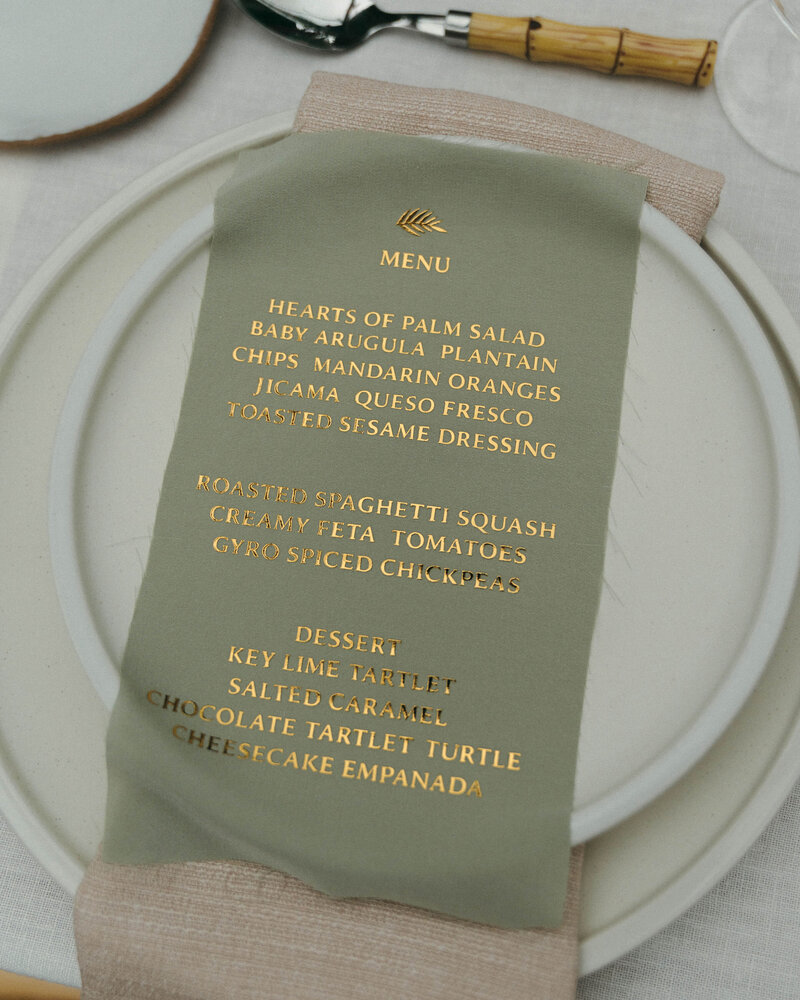 MENU
HEARTS OF PALM SALAD
BABY ARUGULA PLANTAIN
CHIPS MANDARIN ORANGES
JICAMA QUESO FRESCO
TOASTED SESAME DRESSING
ROASTED SPAGHETTI SQUASH
CREAMY FETA TOMATOES
GYRO SPICED CHICKPEAS
DESSERT
KEY LIME TARTLET
SALTED CARAMEL
CHOCOLATE TARTLET TURTLE
CHEESECAKE EMPANADA